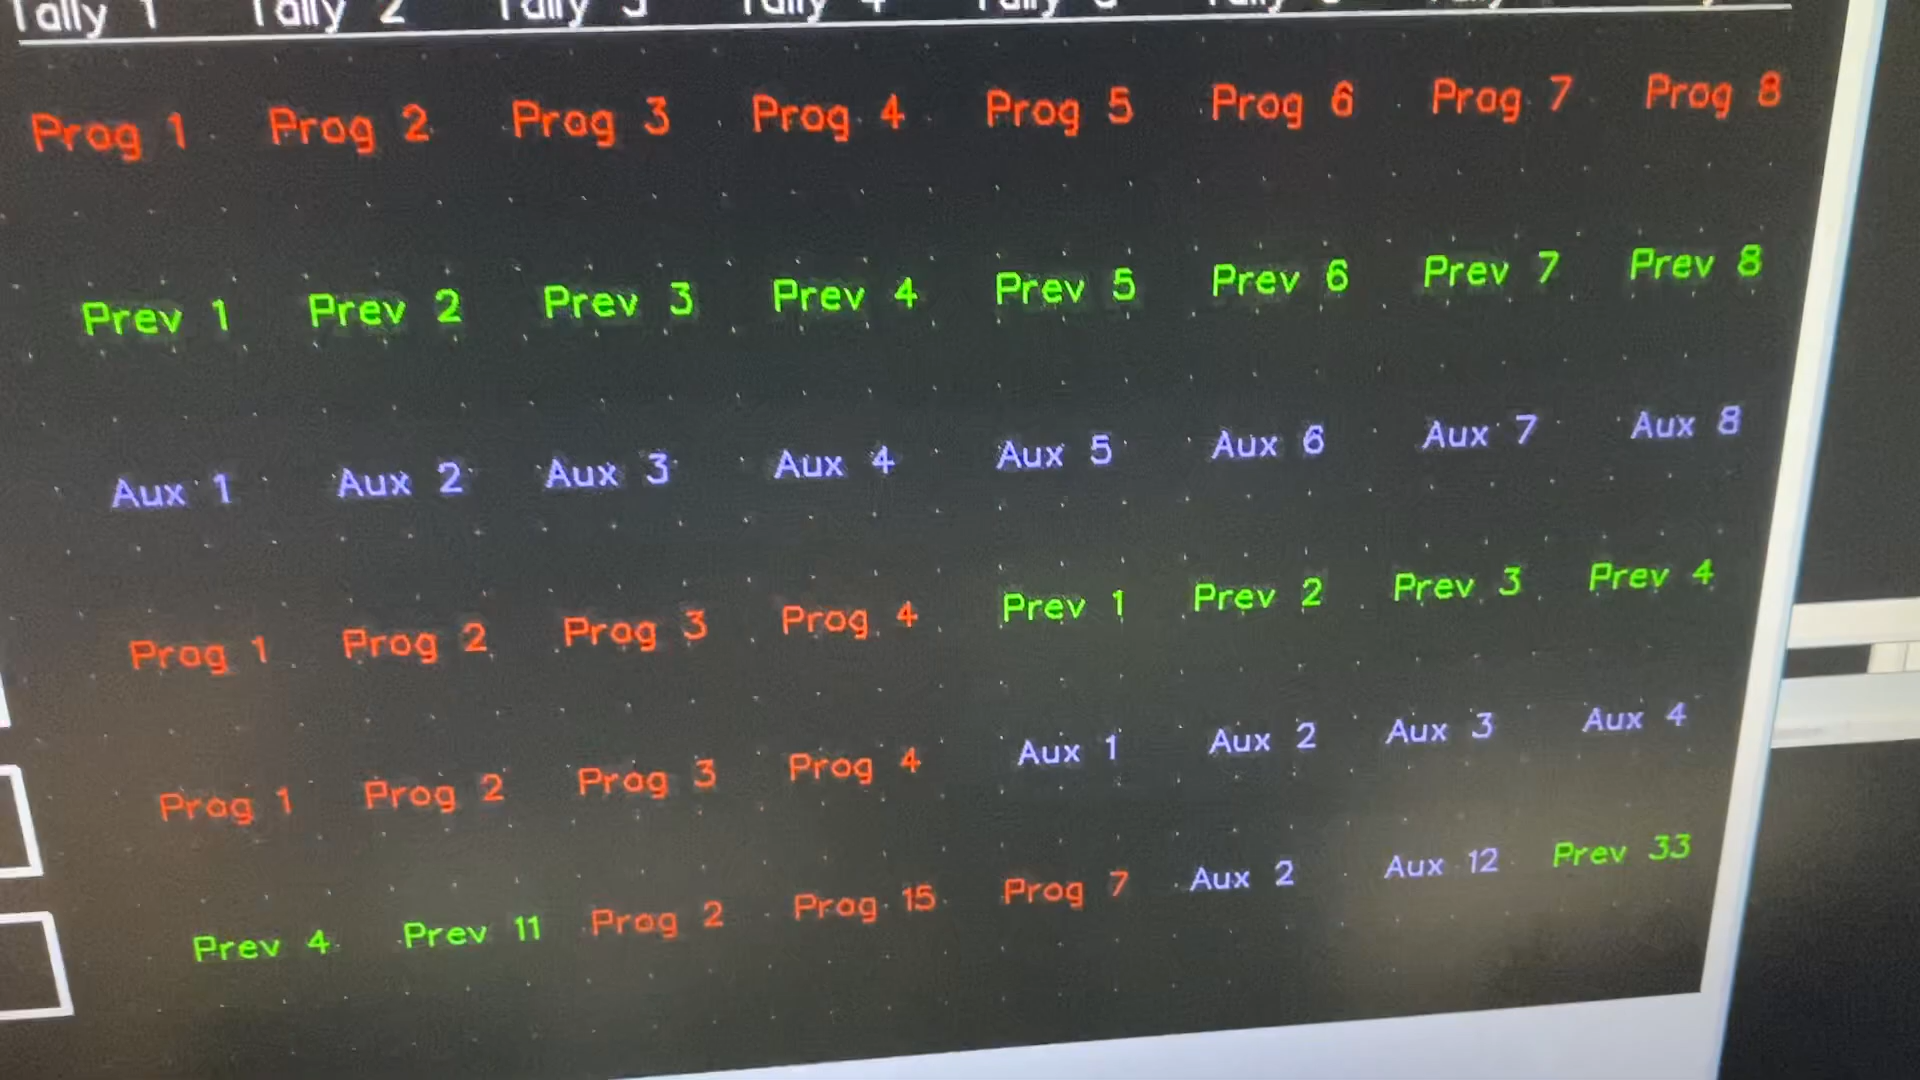 Tally 1 Tally 2 Tally 3 Tally 4 Tally
Prog 1 Prog 2 Prog 3 Prog 4 Prog 5 Prog 6 Prog 7 Prog 8
Prev 1 Prev 2 Prev 3 Prev 4 Prev 5 Prev 6 Prev 7 Prev 8
Aux 1 Aux 2 Aux 3 Aux 4 Aux 5 Aux 6 Aux 7 Aux 8
Prog 1 Prog 2 Prog 3 Prog 4 Prev 1 Prev 2 Prev 3 Prev 4
Prog 1 Prog 2 Prog 3 Prog 4 Aux 1 Aux 2 Aux 3 Aux 4
Prev 4 Prev 11 Prog 2 Prog 15 Prog 7 Aux 2 Aux 12 Prev 33